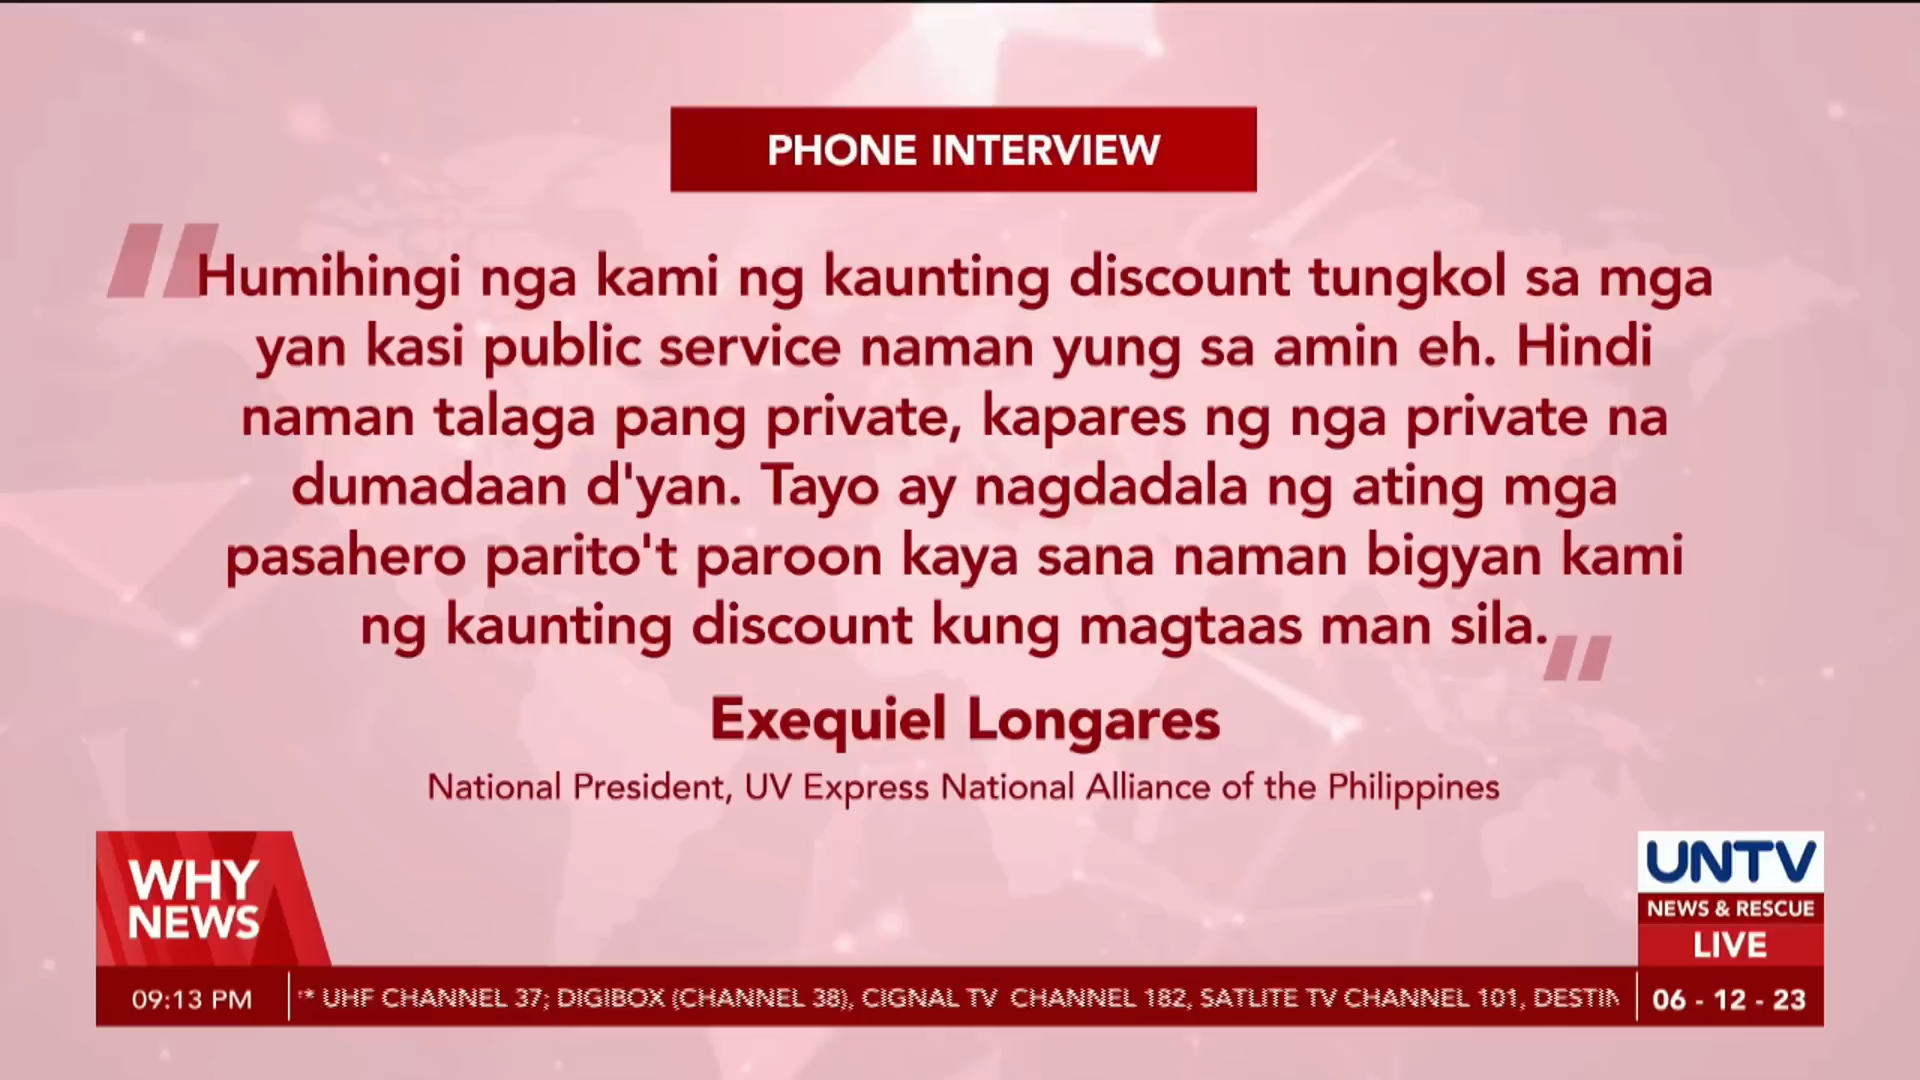 PHONE INTERVIEW
Humihingi nga kami ng kaunting discount tungkol sa mga
yan kasi public service naman yung sa amin eh. Hindi
naman talaga pang private, kapares ng nga private na
dumadaan d'yan. Tayo ay nagdadala ng ating mga
pasahero parito't paroon kaya sana naman bigyan kami
ng kaunting discount kung magtaas man sila.
Exequiel Longares
National President, UV Express National Alliance of the Philippines
WHY
NEWS
UNTV
NEWS & RESCUE
LIVE
09:13 PM
UHF CHANNEL 37; DIGIBOX (CHANNEL 38), CIGNAL TV CHANNEL 182, SATLITE TV CHANNEL 101,
06 - 12 - 23